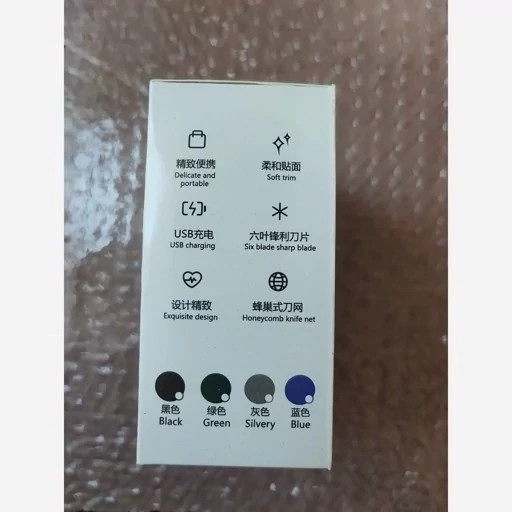 精致便携
Delicate and
portable
柔和贴面
Soft trim
USB充电
USB charging
六叶锋利刀片
Six blade sharp blade
设计精致
Exquisite design
蜂巢式刀网
Honeycomb knife net
黑色
Black
绿色
Green
灰色
Silvery
蓝色
Blue